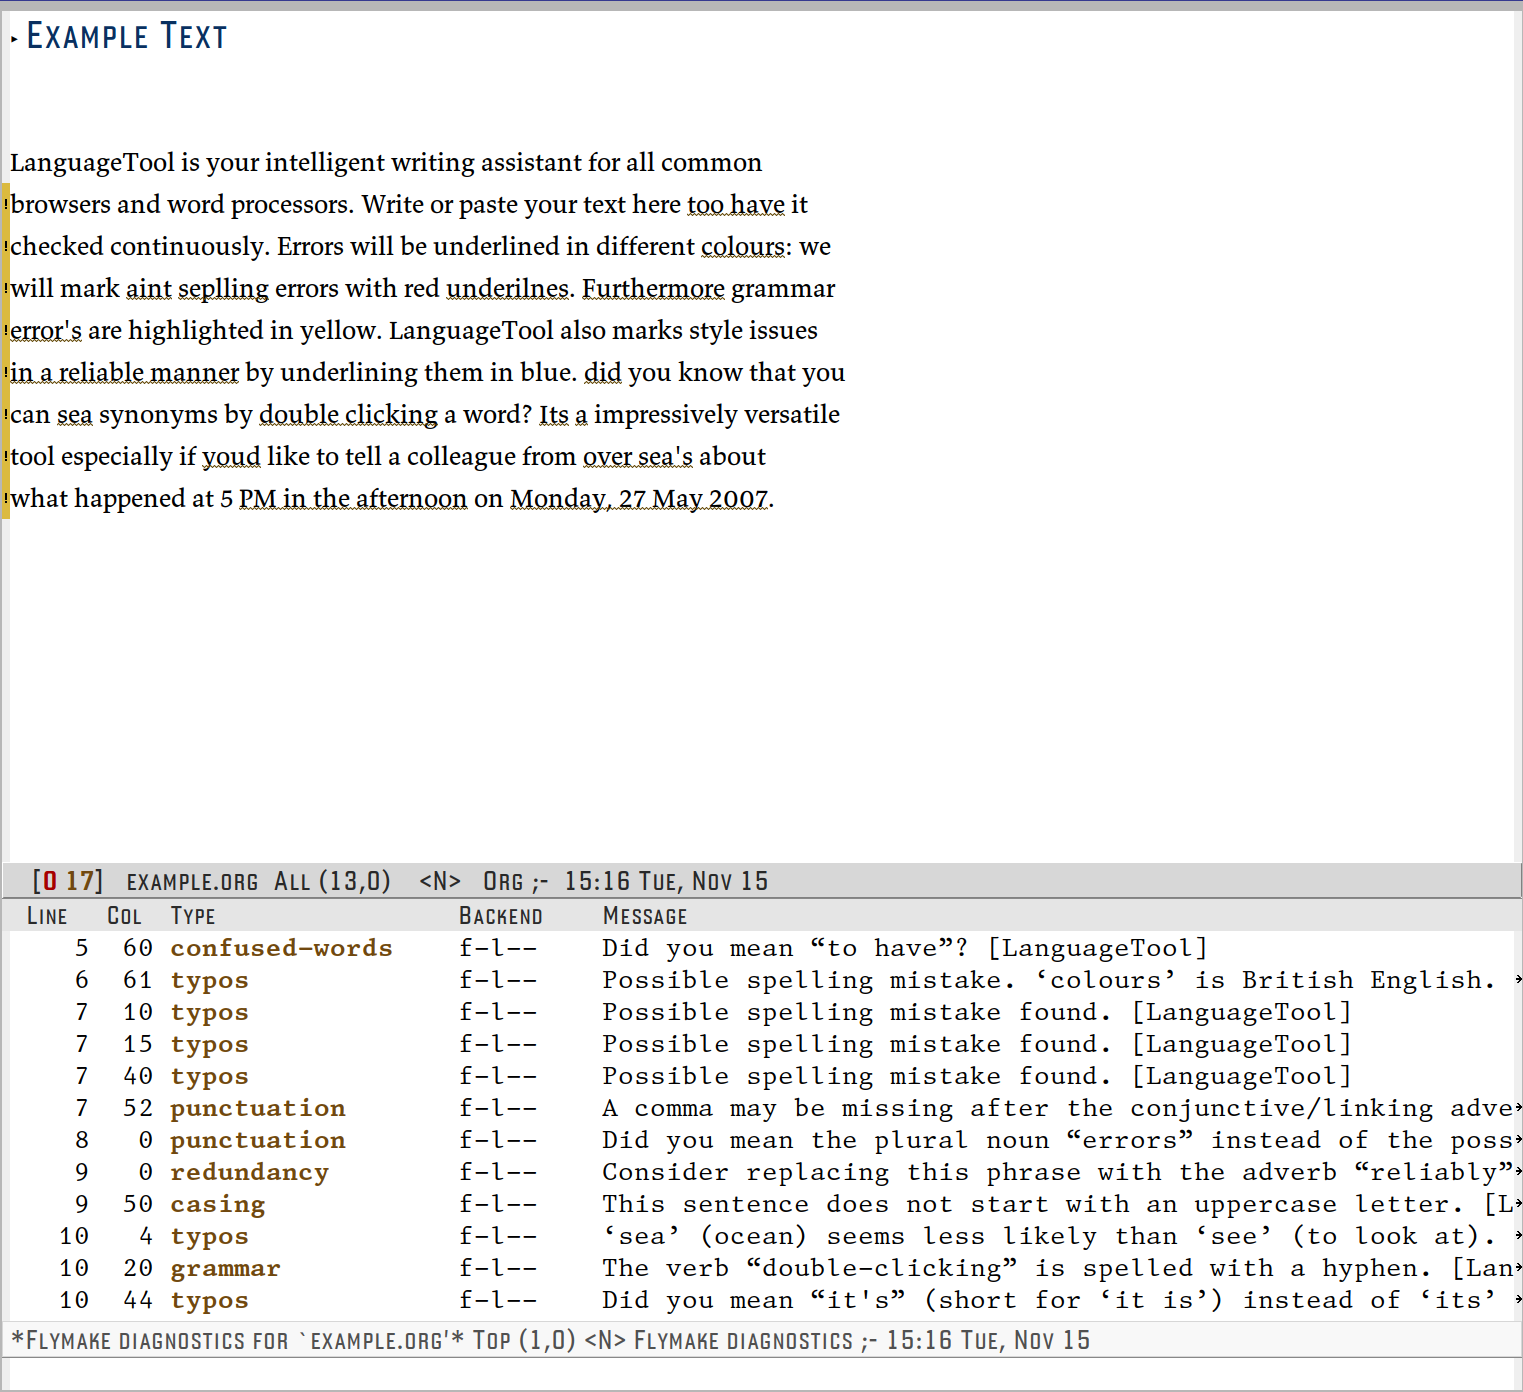 ▸ Example Text
LanguageTool is your intelligent writing assistant for all common
!browsers and word processors. Write or paste your text here too have it
!checked continuously. Errors will be underlined in different colours: we
!will mark aint seplling errors with red underilnes. Furthermore grammar
!error's are highlighted in yellow. LanguageTool also marks style issues
!in a reliable manner by underlining them in blue. did you know that you
!can sea synonyms by double clicking a word? Its a impressively versatile
!tool especially if youd like to tell a colleague from over sea's about
!what happened at 5 PM in the afternoon on Monday, 27 May 2007.
[0 17] example.org All (13,0) <N> Org ;- 15:16 Tue, Nov 15
Line Col Type Backend Message
5 60 confused-words f-l-- Did you mean “to have”? [LanguageTool]
6 61 typos f-l-- Possible spelling mistake. ‘colours’ is British English. →
7 10 typos f-l-- Possible spelling mistake found. [LanguageTool]
7 15 typos f-l-- Possible spelling mistake found. [LanguageTool]
7 40 typos f-l-- Possible spelling mistake found. [LanguageTool]
7 52 punctuation f-l-- A comma may be missing after the conjunctive/linking adve→
8 0 punctuation f-l-- Did you mean the plural noun “errors” instead of the poss→
9 0 redundancy f-l-- Consider replacing this phrase with the adverb “reliably”→
9 50 casing f-l-- This sentence does not start with an uppercase letter. [L→
10 4 typos f-l-- ‘sea’ (ocean) seems less likely than ‘see’ (to look at). →
10 20 grammar f-l-- The verb “double-clicking” is spelled with a hyphen. [Lan→
10 44 typos f-l-- Did you mean “it's” (short for ‘it is’) instead of ‘its’ →
*Flymake diagnostics for `example.org'* Top (1,0) <N> Flymake diagnostics ;- 15:16 Tue, Nov 15